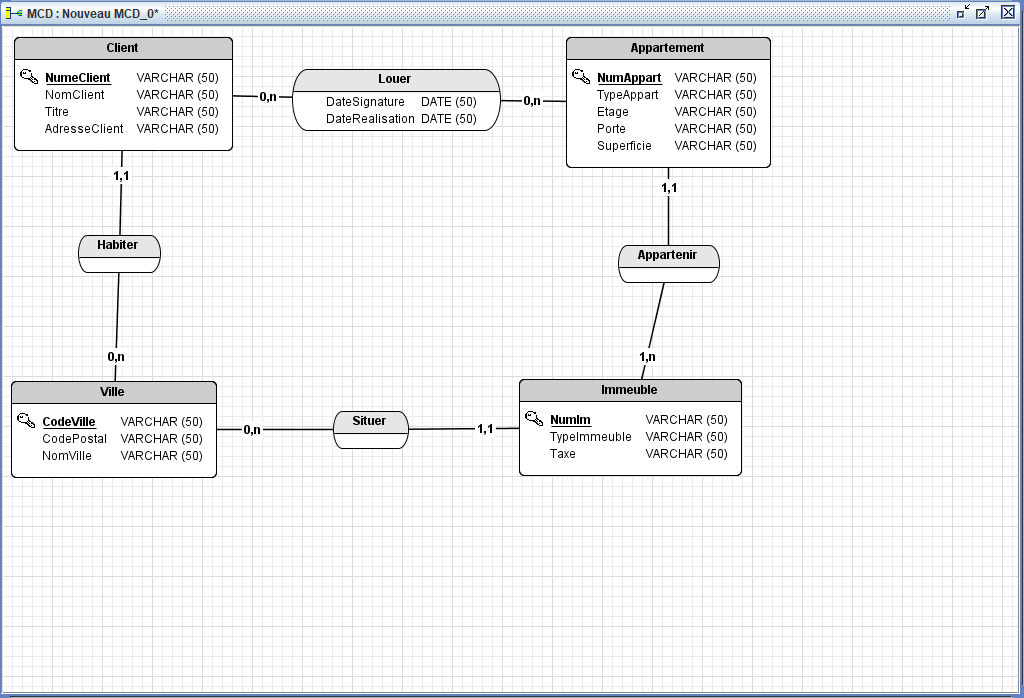 MCD : Nouveau MCD_0*
Client
NumeClient VARCHAR (50)
NomClient VARCHAR (50)
Titre VARCHAR (50)
AdresseClient VARCHAR (50)
0,n
Louer
DateSignature DATE (50)
DateRealisation DATE (50)
0,n
Appartement
NumAppart VARCHAR (50)
TypeAppart VARCHAR (50)
Etage VARCHAR (50)
Porte VARCHAR (50)
Superficie VARCHAR (50)
1,1
1,1
Habiter
Appartenir
0,n
1,n
Ville
CodeVille VARCHAR (50)
CodePostal VARCHAR (50)
NomVille VARCHAR (50)
0,n
Situer
1,1
Immeuble
NumIm VARCHAR (50)
TypeImmeuble VARCHAR (50)
Taxe VARCHAR (50)